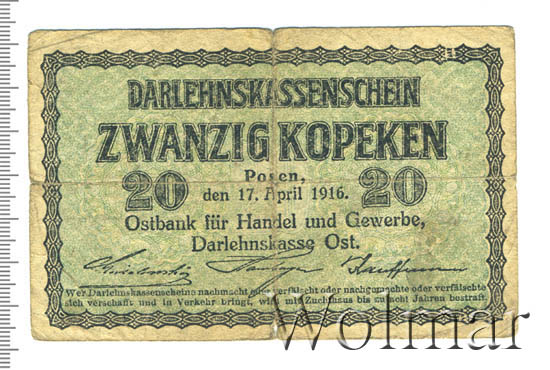 DARLEHNSKASSENSCHEIN
ZWANZIG KOPEKEN
Posen,
20 den 17. April 1916. 20
Ostbank für Handel und Gewerbe,
Darlehnskasse Ost.
Wer Darlehnskassenscheine nachmacht oder verfälscht oder nachgemachte oder verfälschte
sich verschafft und in Verkehr bringt, wird mit Zuchthaus bis zu acht Jahren bestraft.
Wolmar